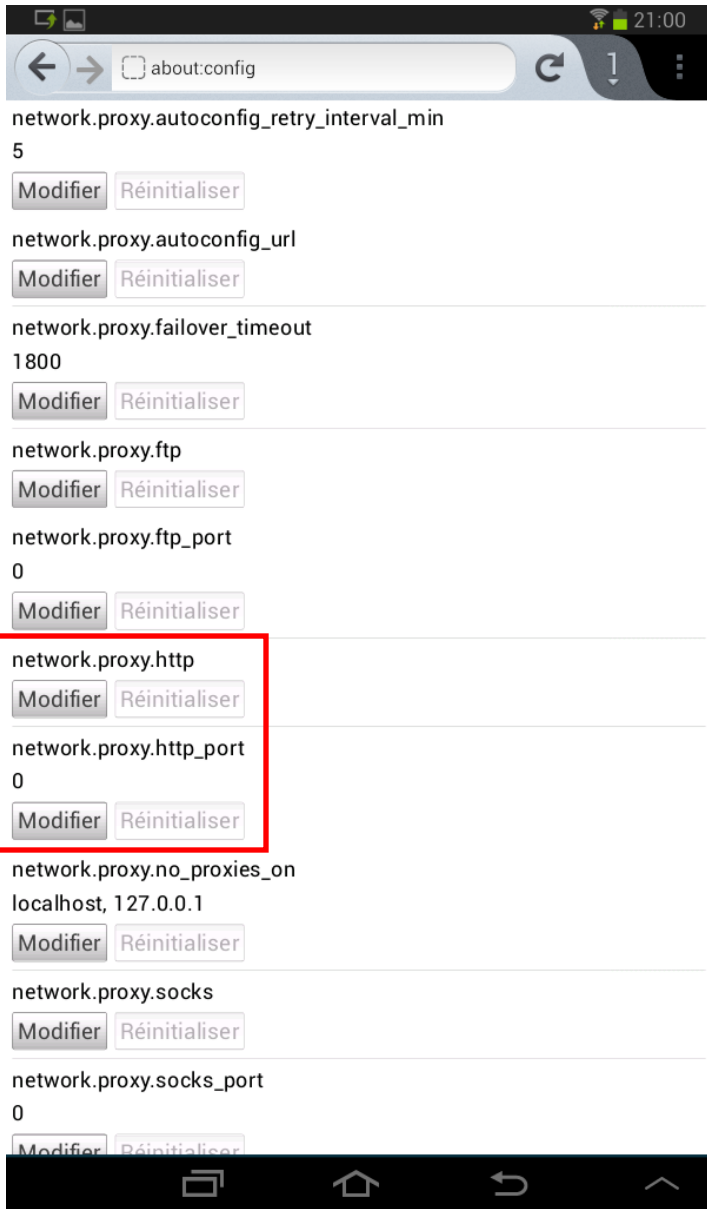 21:00
about:config
1
network.proxy.autoconfig_retry_interval_min
5
Modifier Réinitialiser
network.proxy.autoconfig_url
Modifier Réinitialiser
network.proxy.failover_timeout
1800
Modifier Réinitialiser
network.proxy.ftp
Modifier Réinitialiser
network.proxy.ftp_port
0
Modifier Réinitialiser
network.proxy.http
Modifier Réinitialiser
network.proxy.http_port
0
Modifier Réinitialiser
network.proxy.no_proxies_on
localhost, 127.0.0.1
Modifier Réinitialiser
network.proxy.socks
Modifier Réinitialiser
network.proxy.socks_port
0
Modifier Réinitialiser